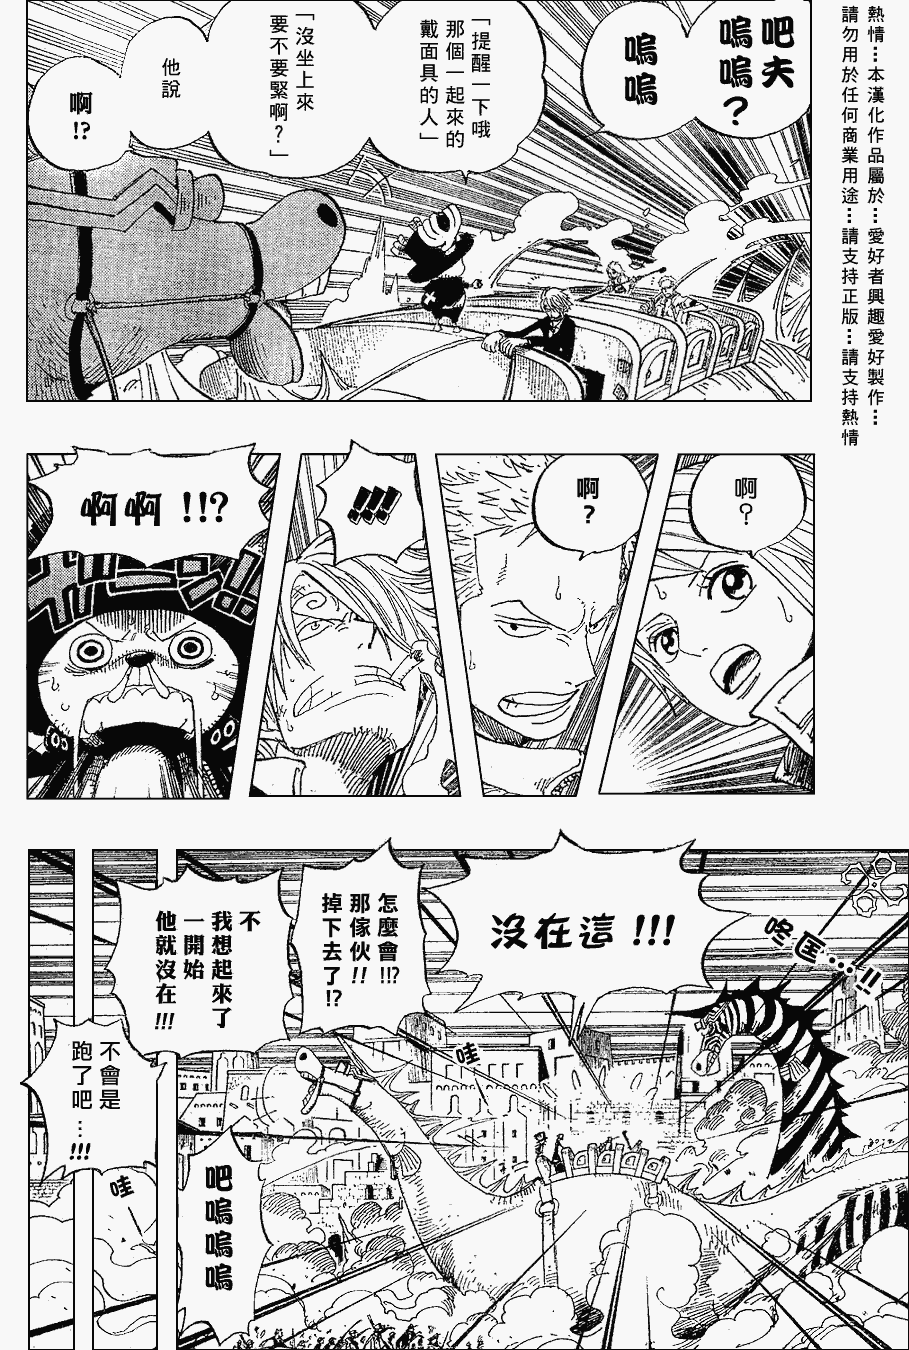 熱情…本漢化作品屬於…愛好者興趣愛好製作…
請勿用於任何商業用途…請支持正版…請支持熱情
吧夫
嗚嗚?
嗚嗚
「提醒一下哦
那個一起來的
戴面具的人」
「沒坐上來
要不要緊啊?」
他說
啊!?
啊?
啊?
!!!
啊啊!!?
ガーン!!
沒在這!!!
咚匡…!!
怎麼會!!?
那傢伙!!
掉下去了!?
不
我想起來了
一開始
他就沒在!!!
不會是
跑了吧…!!!
哇
哇
吧嗚嗚嗚